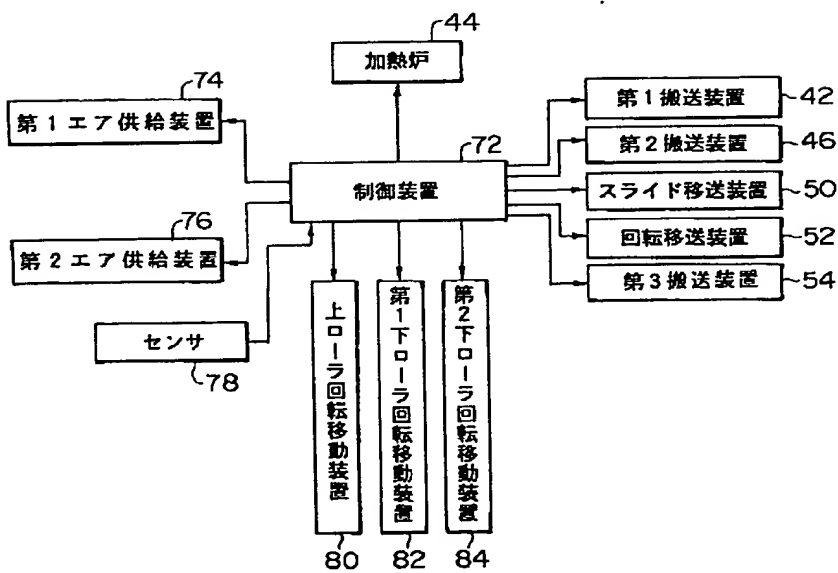 44
加熱炉
74
第1エア供給装置
72
制御装置
第1搬送装置
42
第2搬送装置
46
スライド移送装置
50
回転移送装置
52
第3搬送装置
54
76
第2エア供給装置
センサ
78
上ローラ回転移動装置
80
第1下ローラ回転移動装置
82
第2下ローラ回転移動装置
84